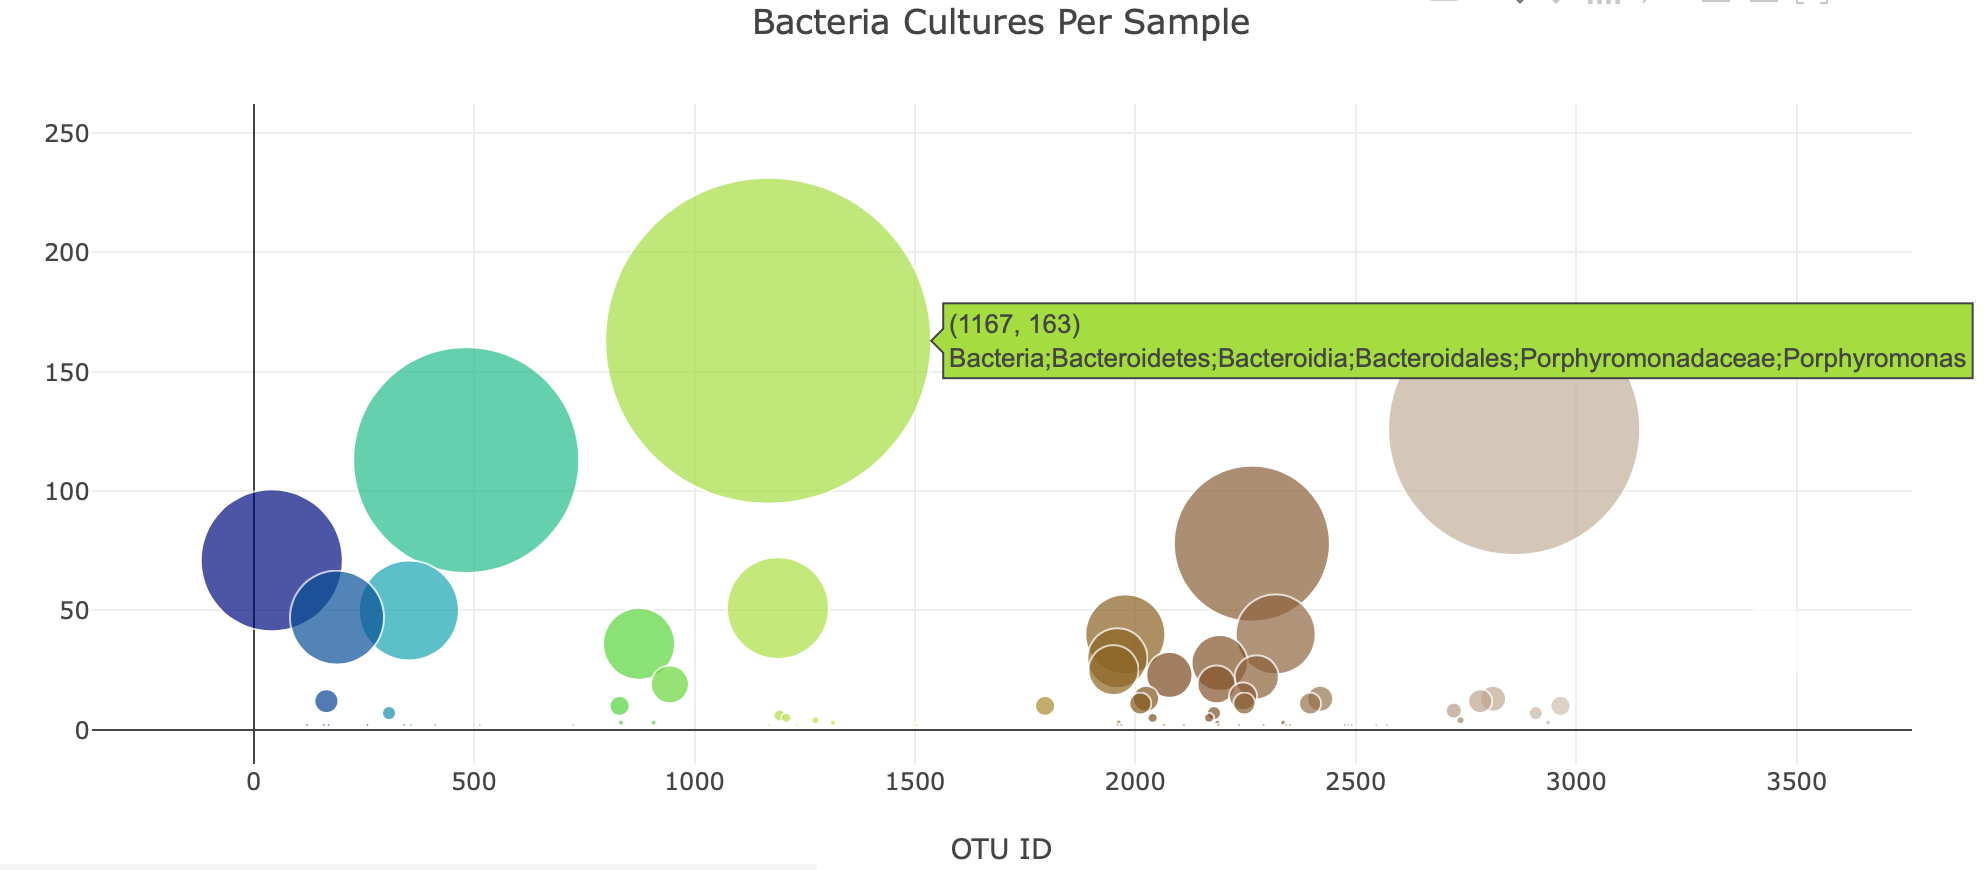 Bacteria Cultures Per Sample
250
200
150
100
50
0
(1167, 163)
Bacteria;Bacteroidetes;Bacteroidia;Bacteroidales;Porphyromonadaceae;Porphyromonas
0 500 1000 1500 2000 2500 3000 3500
OTU ID